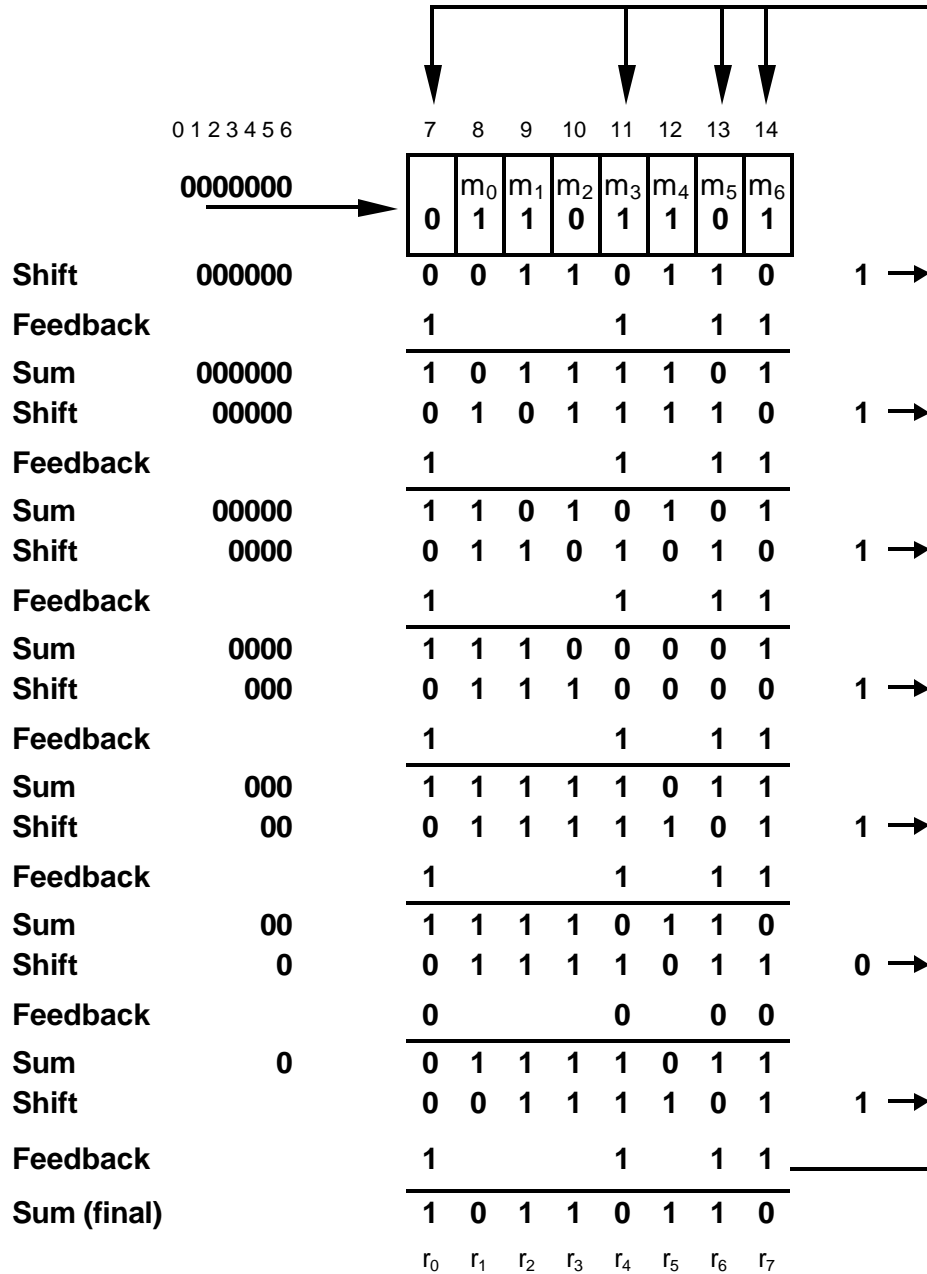 0 1 2 3 4 5 6 7 8 9 10 11 12 13 14
0000000 m0 m1 m2 m3 m4 m5 m6
0 1 1 0 1 1 0 1
Shift 000000 0 0 1 1 0 1 1 0 1
Feedback 1 1 1 1
Sum 000000 1 0 1 1 1 1 0 1
Shift 00000 0 1 0 1 1 1 1 0 1
Feedback 1 1 1 1
Sum 00000 1 1 0 1 0 1 0 1
Shift 0000 0 1 1 0 1 0 1 0 1
Feedback 1 1 1 1
Sum 0000 1 1 1 0 0 0 0 1
Shift 000 0 1 1 1 0 0 0 0 1
Feedback 1 1 1 1
Sum 000 1 1 1 1 1 0 1 1
Shift 00 0 1 1 1 1 1 0 1 1
Feedback 1 1 1 1
Sum 00 1 1 1 1 0 1 1 0
Shift 0 0 1 1 1 1 0 1 1 0
Feedback 0 0 0 0
Sum 0 0 1 1 1 1 0 1 1
Shift 0 0 1 1 1 1 0 1 1
Feedback 1 1 1 1
Sum (final) 1 0 1 1 0 1 1 0
r0 r1 r2 r3 r4 r5 r6 r7